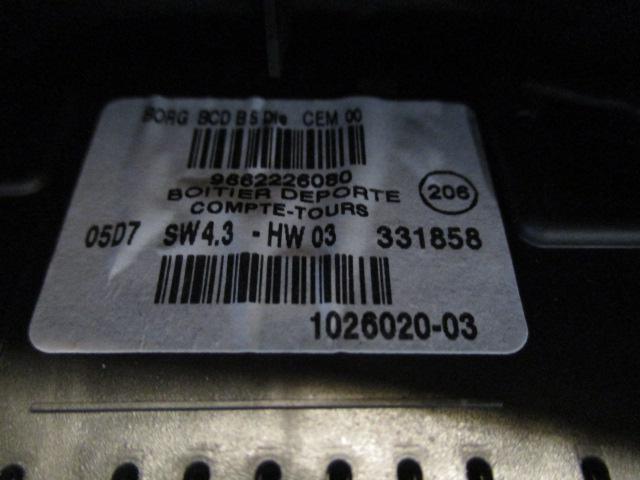 BORG BCD BS Die CEM 00
9662226080
BOITIER DEPORTE
COMPTE-TOURS
206
05D7 SW4.3 - HW 03 331858
1026020-03